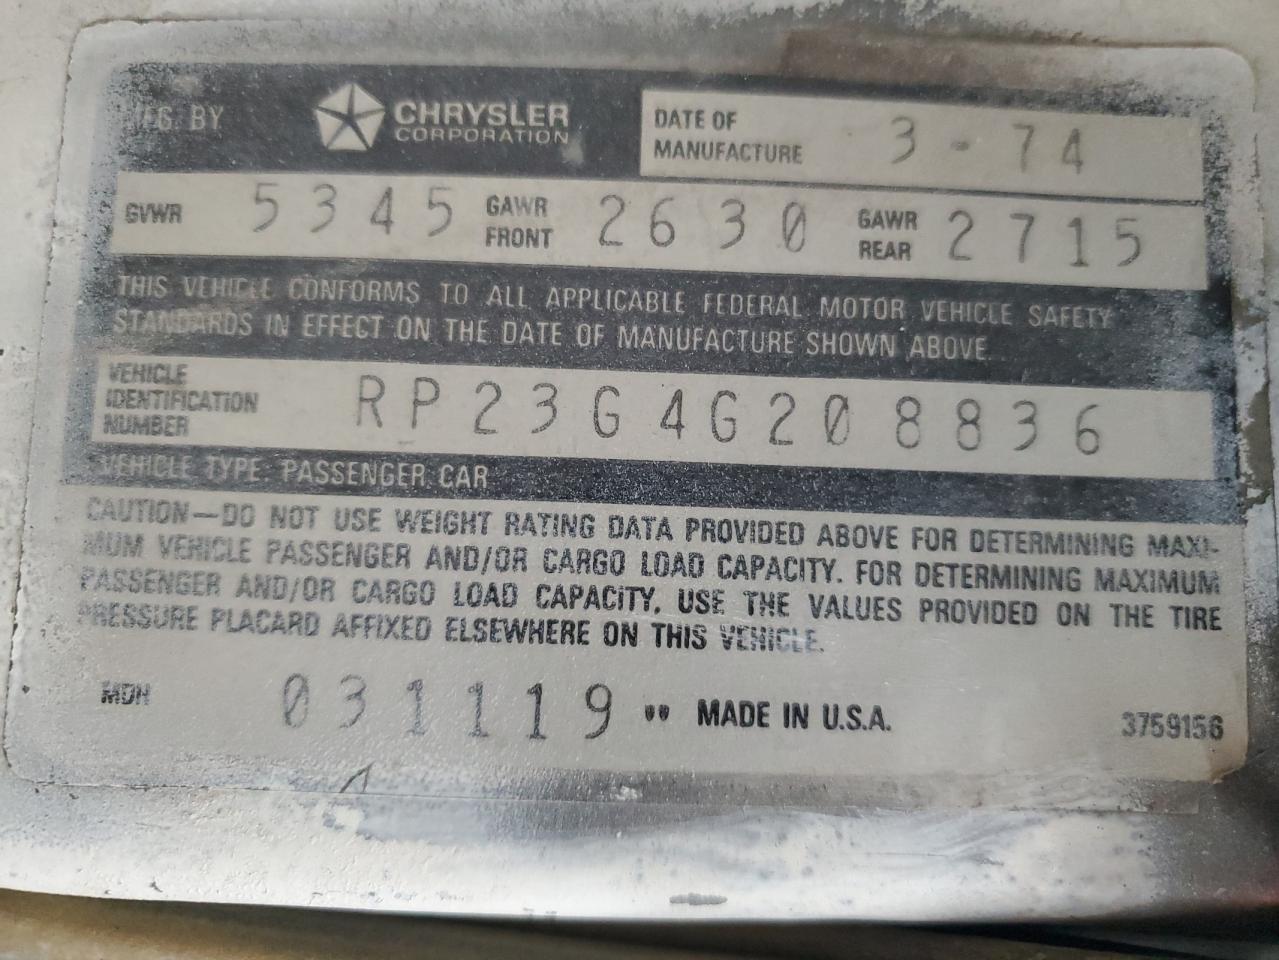 MFG. BY CHRYSLER CORPORATION
DATE OF MANUFACTURE 3-74
GVWR 5345 GAWR FRONT 2630 GAWR REAR 2715
THIS VEHICLE CONFORMS TO ALL APPLICABLE FEDERAL MOTOR VEHICLE SAFETY
STANDARDS IN EFFECT ON THE DATE OF MANUFACTURE SHOWN ABOVE.
VEHICLE IDENTIFICATION NUMBER RP23G4G208836
VEHICLE TYPE: PASSENGER CAR
CAUTION—DO NOT USE WEIGHT RATING DATA PROVIDED ABOVE FOR DETERMINING MAXI-
MUM VEHICLE PASSENGER AND/OR CARGO LOAD CAPACITY. FOR DETERMINING MAXIMUM
PASSENGER AND/OR CARGO LOAD CAPACITY, USE THE VALUES PROVIDED ON THE TIRE
PRESSURE PLACARD AFFIXED ELSEWHERE ON THIS VEHICLE.
MDH 031119 "" MADE IN U.S.A. 3759156